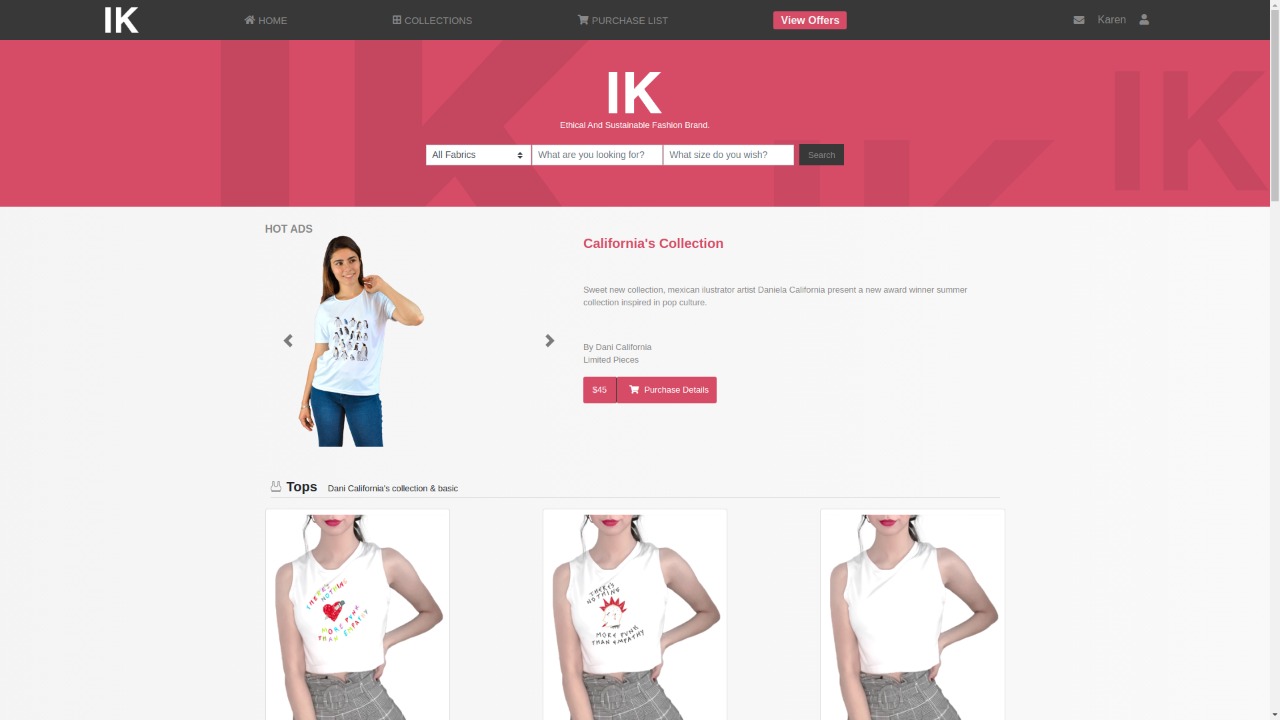 IK
HOME
COLLECTIONS
PURCHASE LIST
View Offers
Karen
IK
Ethical And Sustainable Fashion Brand.
All Fabrics
What are you looking for?
What size do you wish?
Search
HOT ADS
California's Collection
Sweet new collection, mexican ilustrator artist Daniela California present a new award winner summer
collection inspired in pop culture.
By Dani California
Limited Pieces
$45
Purchase Details
Tops
Dani California's collection & basic
THERE'S
NOTHING
MORE PUNK
THAN EMPATHY
THERE'S
NOTHING
MORE PUNK
THAN EMPATHY